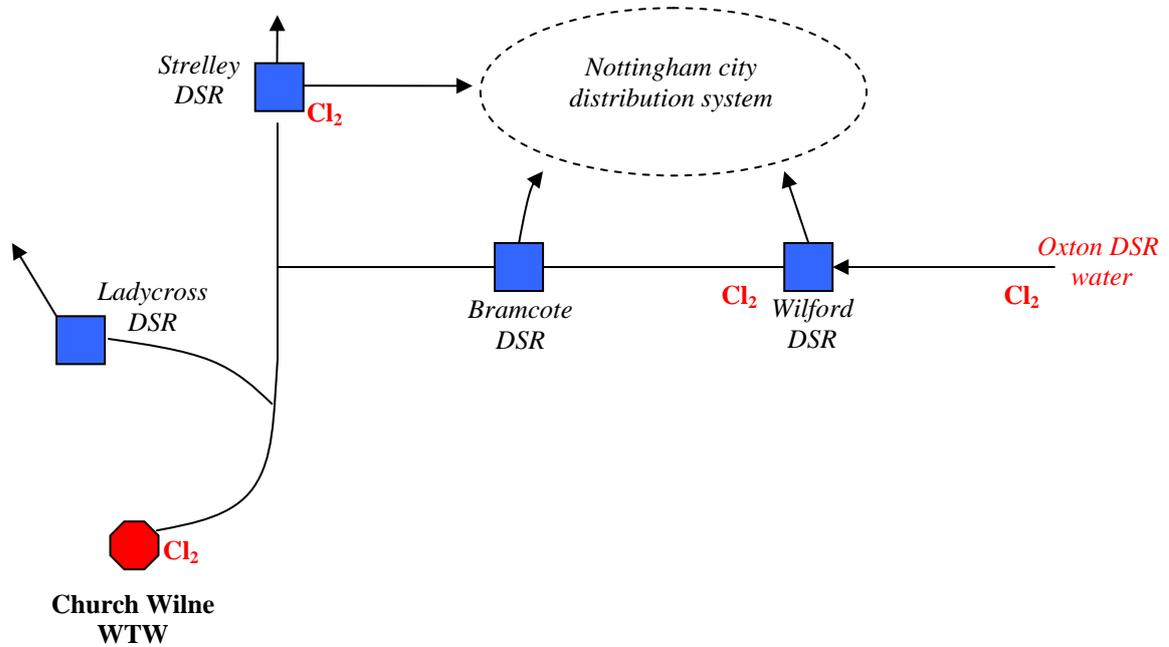 Strelley
DSR
Cl₂
Nottingham city
distribution system
Oxton DSR
water
Cl₂
Cl₂
Wilford
DSR
Bramcote
DSR
Ladycross
DSR
Cl₂
Church Wilne
WTW